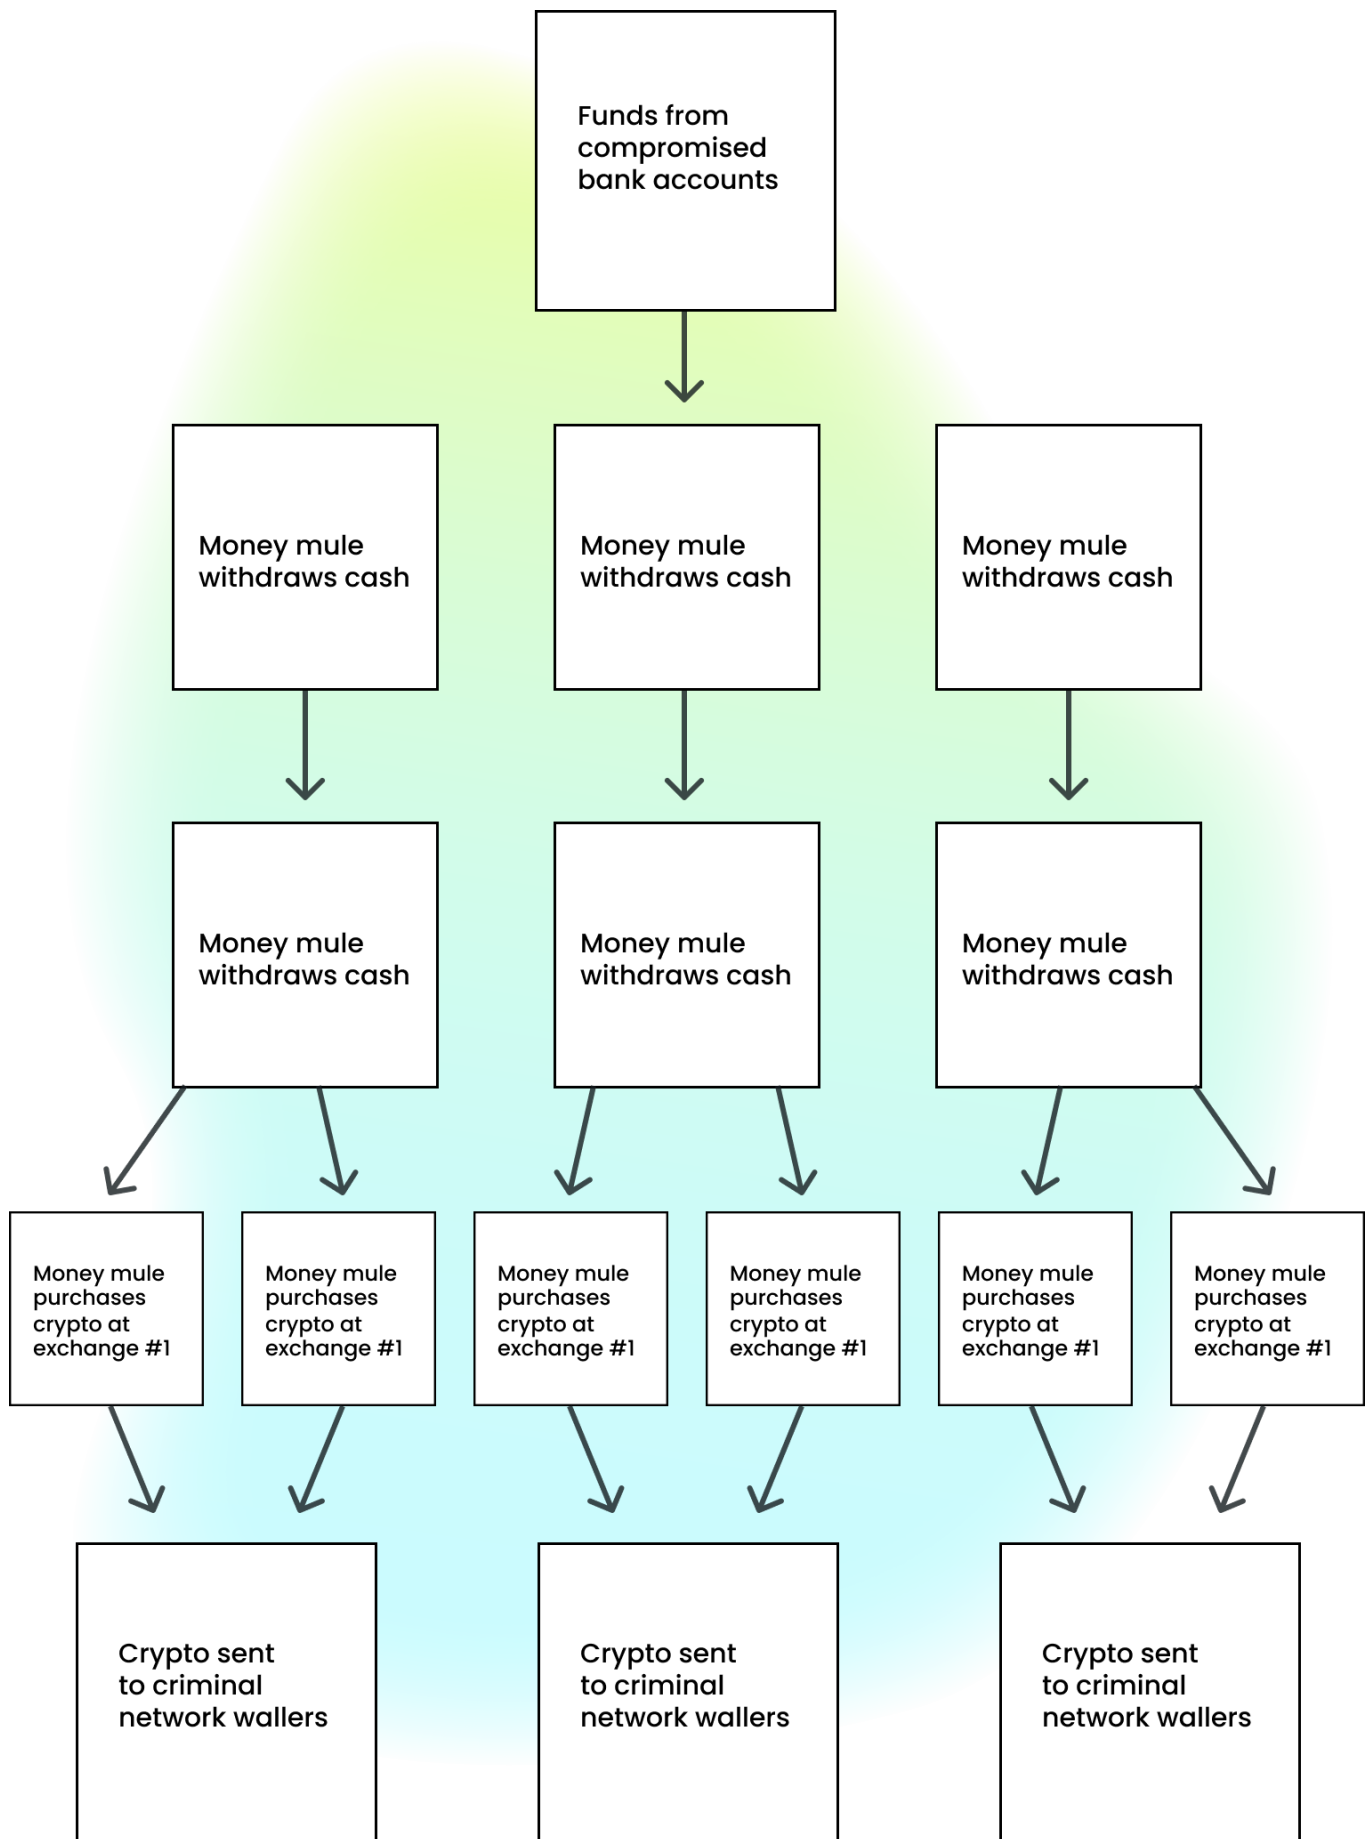 Funds from
compromised
bank accounts
Money mule
withdraws cash
Money mule
withdraws cash
Money mule
withdraws cash
Money mule
withdraws cash
Money mule
withdraws cash
Money mule
withdraws cash
Money mule
purchases
crypto at
exchange #1
Money mule
purchases
crypto at
exchange #1
Money mule
purchases
crypto at
exchange #1
Money mule
purchases
crypto at
exchange #1
Money mule
purchases
crypto at
exchange #1
Money mule
purchases
crypto at
exchange #1
Crypto sent
to criminal
network wallers
Crypto sent
to criminal
network wallers
Crypto sent
to criminal
network wallers